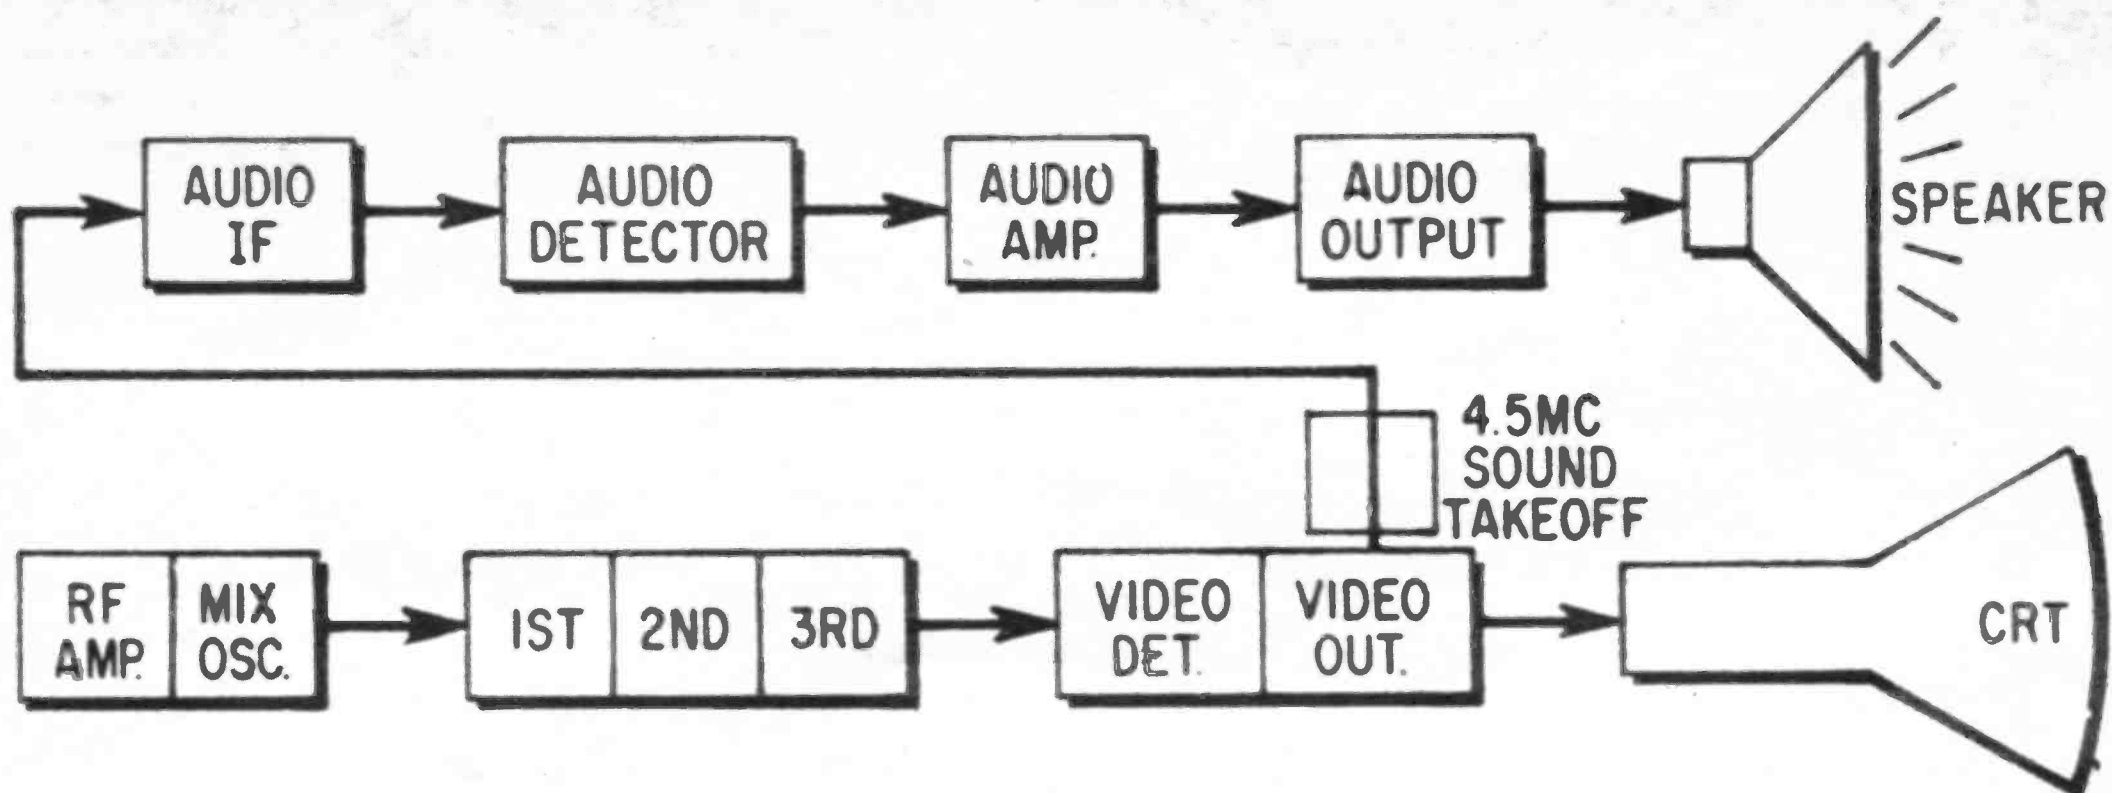 AUDIO
IF
AUDIO
DETECTOR
AUDIO
AMP.
AUDIO
OUTPUT
SPEAKER
4.5MC
SOUND
TAKEOFF
RF
AMP.
MIX
OSC.
1ST
2ND
3RD
VIDEO
DET.
VIDEO
OUT.
CRT